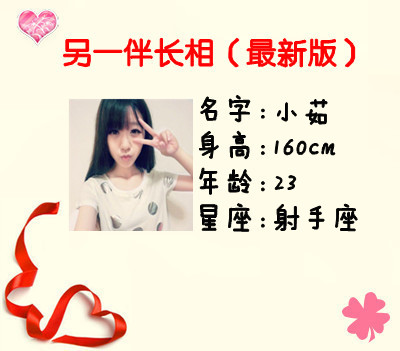 另一伴长相（最新版）
名字:小茹
身高:160cm
年龄:23
星座:射手座